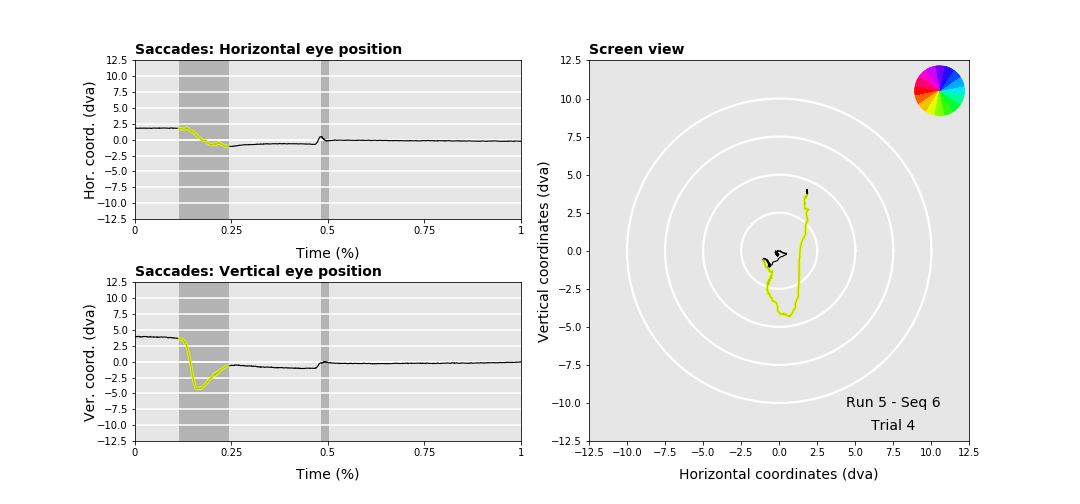 Saccades: Horizontal eye position
Hor. coord. (dva)
12.5
10.0
7.5
5.0
2.5
0.0
−2.5
−5.0
−7.5
−10.0
−12.5
0 0.25 0.5 0.75 1
Time (%)
Saccades: Vertical eye position
Ver. coord. (dva)
12.5
10.0
7.5
5.0
2.5
0.0
−2.5
−5.0
−7.5
−10.0
−12.5
0 0.25 0.5 0.75 1
Time (%)
Screen view
Vertical coordinates (dva)
12.5
10.0
7.5
5.0
2.5
0.0
−2.5
−5.0
−7.5
−10.0
−12.5
Run 5 - Seq 6
Trial 4
−12.5 −10.0 −7.5 −5.0 −2.5 0.0 2.5 5.0 7.5 10.0 12.5
Horizontal coordinates (dva)